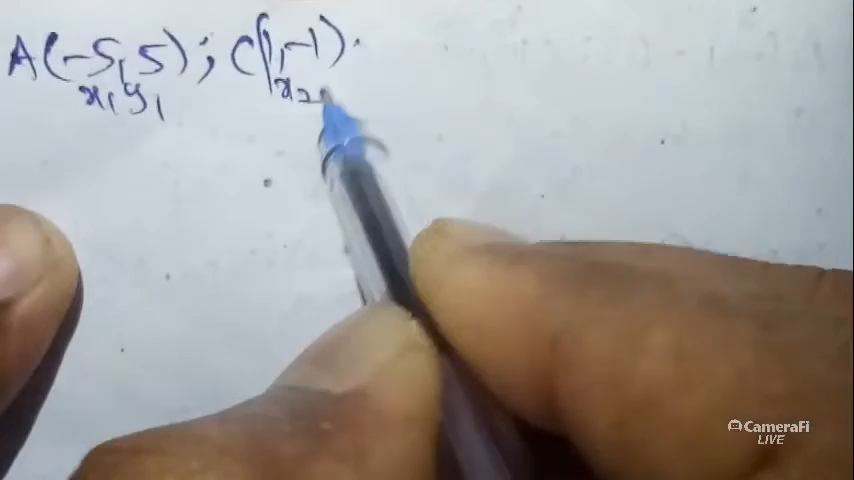 A(-5,5); C(1,-1).
x₁ y₁ x₂
CameraFi
LIVE